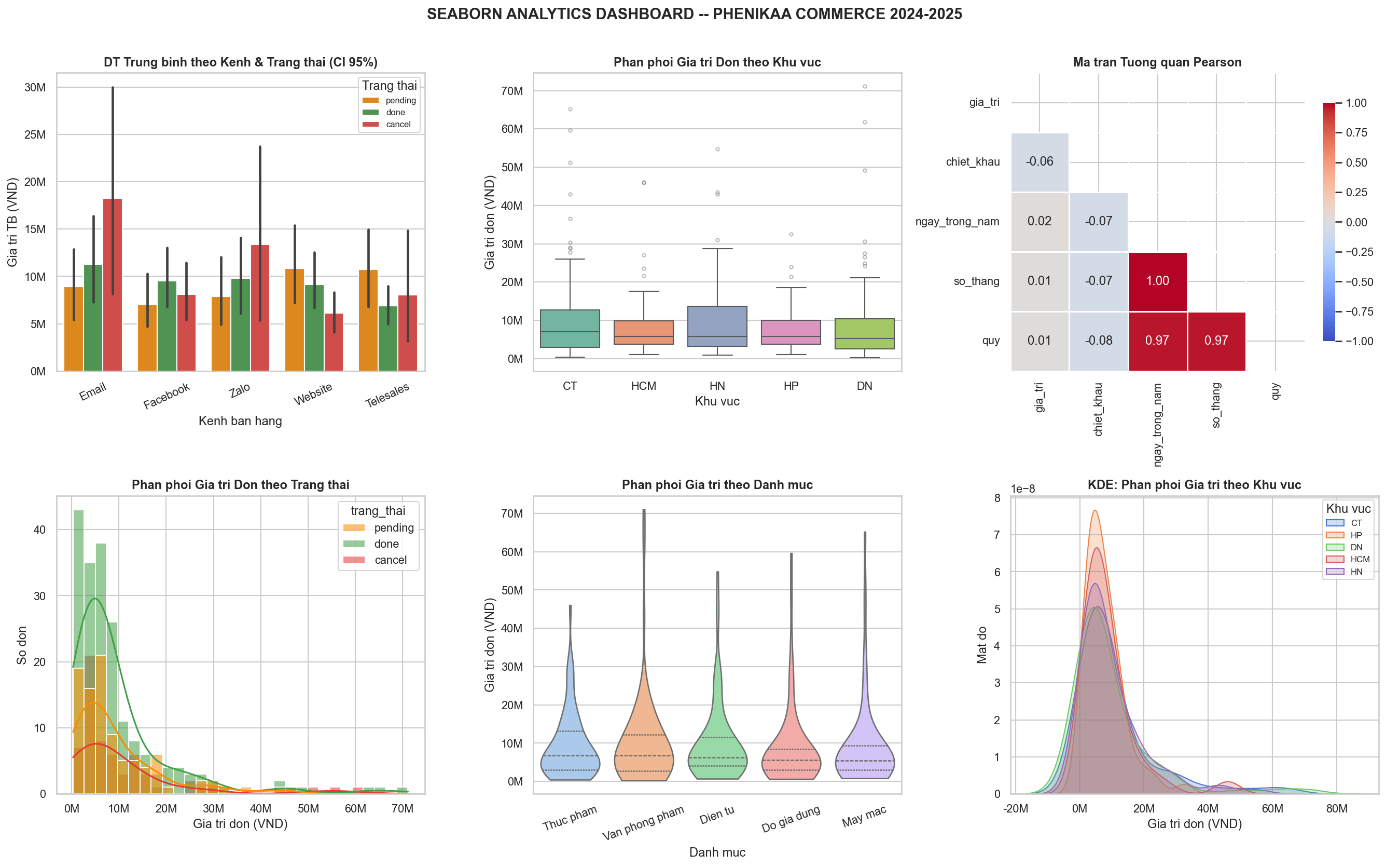 SEABORN ANALYTICS DASHBOARD -- PHENIKAA COMMERCE 2024-2025
DT Trung binh theo Kenh & Trang thai (CI 95%)
30M
25M
20M
15M
10M
5M
0M
Gia tri TB (VND)
Trang thai
pending
done
cancel
Email
Facebook
Zalo
Website
Telesales
Kenh ban hang
Phan phoi Gia tri Don theo Khu vuc
70M
60M
50M
40M
30M
20M
10M
0M
Gia tri don (VND)
CT
HCM
HN
HP
DN
Khu vuc
Ma tran Tuong quan Pearson
gia_tri
chiet_khau
-0.06
ngay_trong_nam
0.02
-0.07
so_thang
0.01
-0.07
1.00
quy
0.01
-0.08
0.97
0.97
gia_tri
chiet_khau
ngay_trong_nam
so_thang
quy
1.00
0.75
0.50
0.25
0.00
−0.25
−0.50
−0.75
−1.00
Phan phoi Gia tri Don theo Trang thai
40
30
20
10
0
So don
trang_thai
pending
done
cancel
0M
10M
20M
30M
40M
50M
60M
70M
Gia tri don (VND)
Phan phoi Gia tri theo Danh muc
70M
60M
50M
40M
30M
20M
10M
0M
Gia tri don (VND)
Thuc pham
Van phong pham
Dien tu
Do gia dung
May mac
Danh muc
KDE: Phan phoi Gia tri theo Khu vuc
1e−8
8
7
6
5
4
3
2
1
0
Mat do
Khu vuc
CT
HP
DN
HCM
HN
-20M
0M
20M
40M
60M
80M
Gia tri don (VND)